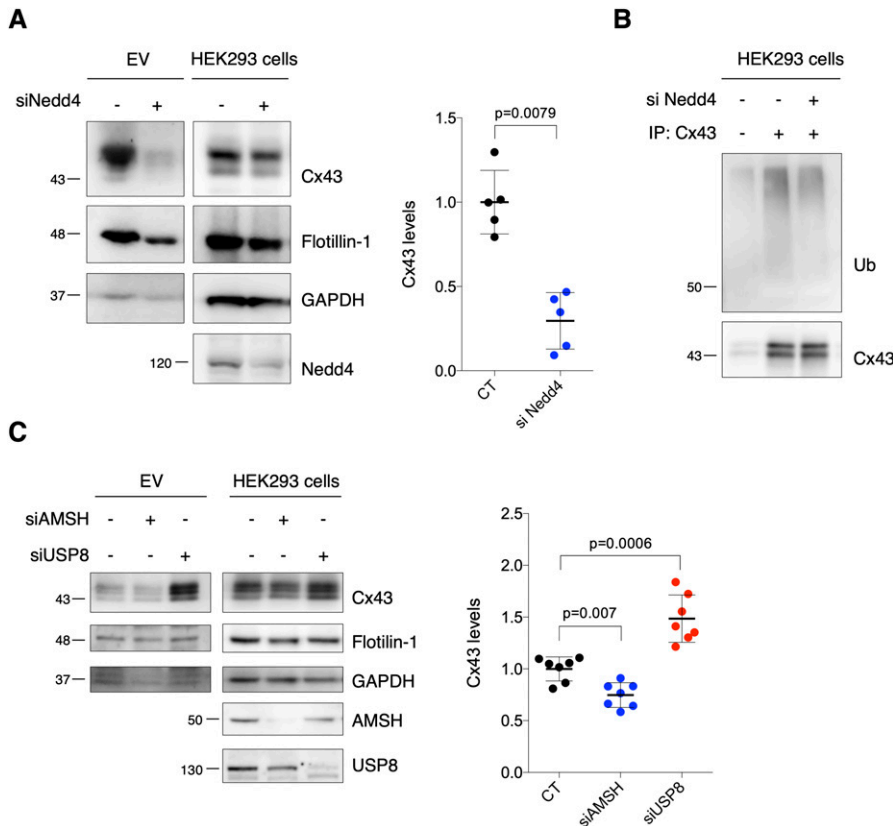 A
EV HEK293 cells
siNedd4 - + - +
43 Cx43
48 Flotillin-1
37 GAPDH
120 Nedd4
Cx43 levels
1.5
1.0
0.5
0.0
p=0.0079
CT
si Nedd4
B
HEK293 cells
si Nedd4 - - +
IP: Cx43 - + +
50 Ub
43 Cx43
C
EV HEK293 cells
siAMSH - + - - + -
siUSP8 - - + - - +
43 Cx43
48 Flotilin-1
37 GAPDH
50 AMSH
130 USP8
Cx43 levels
2.5
2.0
1.5
1.0
0.5
0.0
p=0.0006
p=0.007
CT
siAMSH
siUSP8